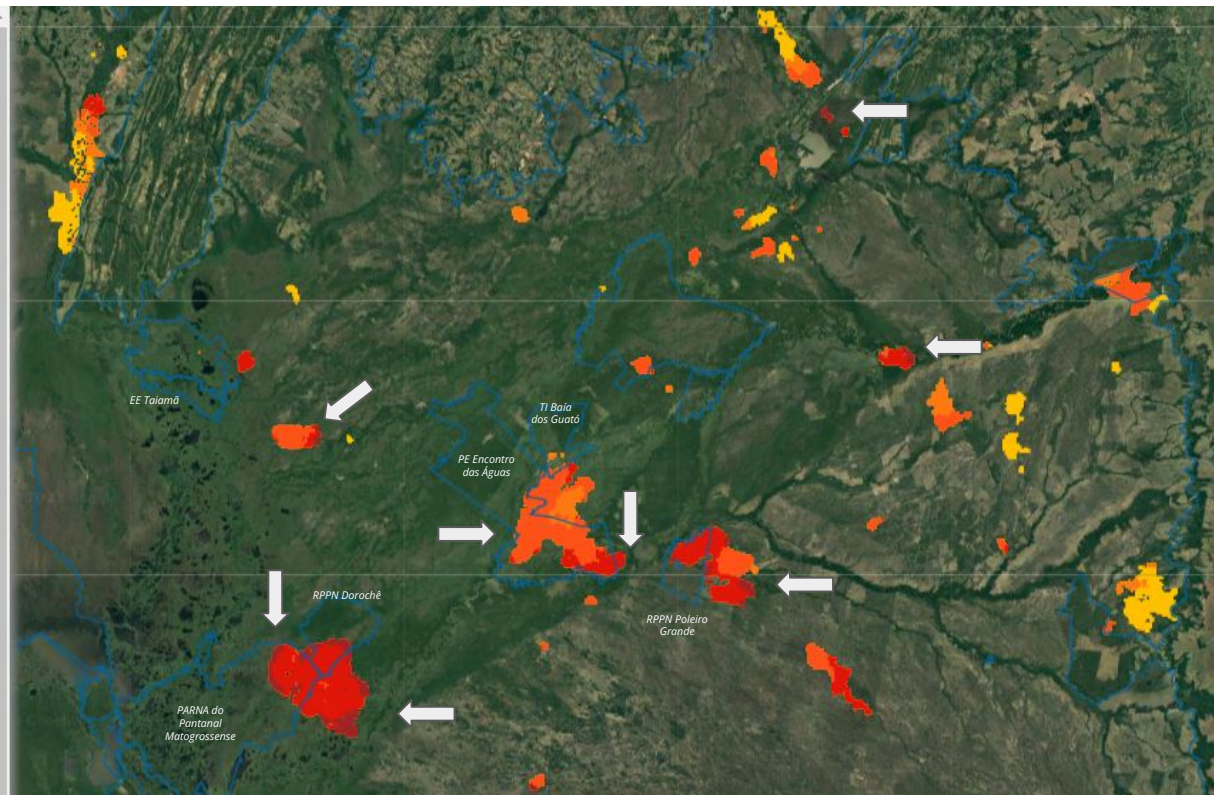 EE Taiamã
TI Baía
dos Guató
PE Encontro
das Águas
RPPN Dorochê
RPPN Poleiro
Grande
PARNA do
Pantanal
Matogrossense